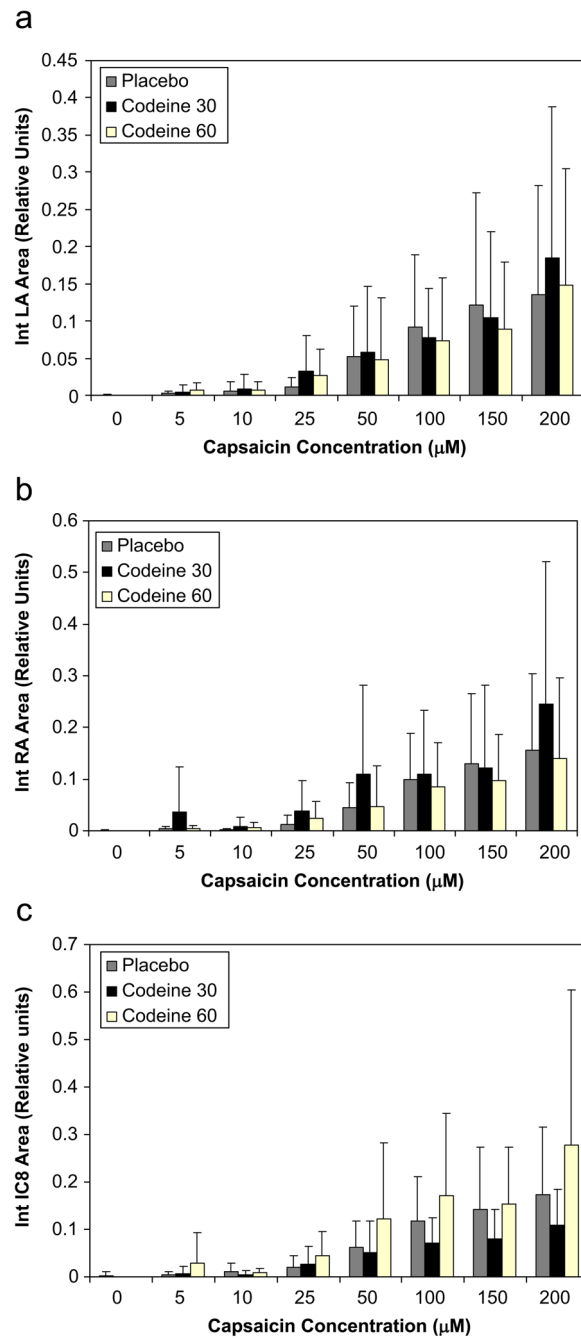 a
Int LA Area (Relative Units)
0.45
0.4
0.35
0.3
0.25
0.2
0.15
0.1
0.05
0
Placebo
Codeine 30
Codeine 60
0 5 10 25 50 100 150 200
Capsaicin Concentration (μM)
b
Int RA Area (Relative Units)
0.6
0.5
0.4
0.3
0.2
0.1
0
Placebo
Codeine 30
Codeine 60
0 5 10 25 50 100 150 200
Capsaicin Concentration (μM)
c
Int IC8 Area (Relative units)
0.7
0.6
0.5
0.4
0.3
0.2
0.1
0
Placebo
Codeine 30
Codeine 60
0 5 10 25 50 100 150 200
Capsaicin Concentration (μM)